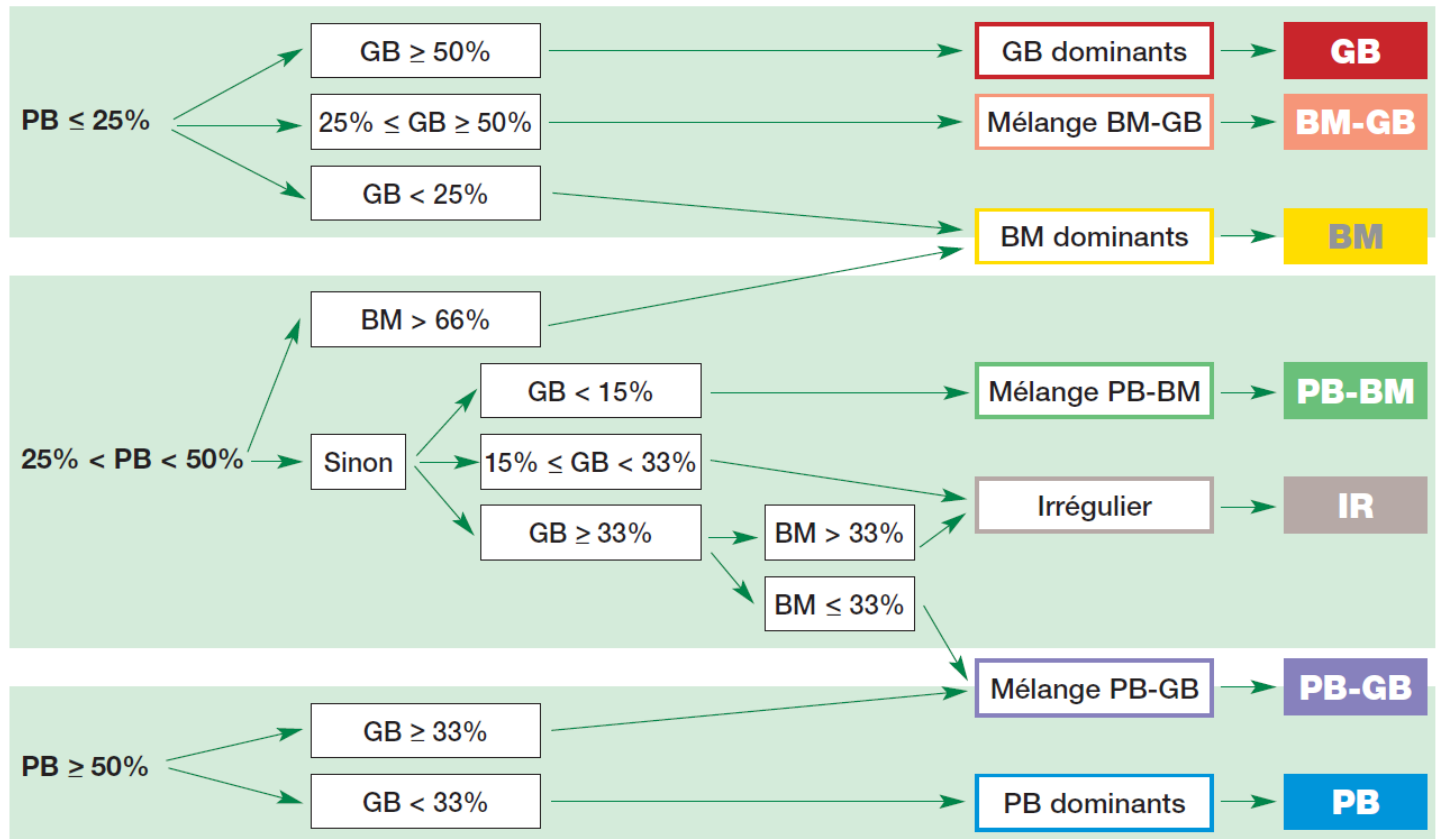 GB ≥ 50%
GB dominants
GB
PB ≤ 25%
25% ≤ GB ≥ 50%
Mélange BM-GB
BM-GB
GB < 25%
BM dominants
BM
BM > 66%
GB < 15%
Mélange PB-BM
PB-BM
25% < PB < 50%
Sinon
15% ≤ GB < 33%
Irrégulier
IR
GB ≥ 33%
BM > 33%
BM ≤ 33%
Mélange PB-GB
PB-GB
PB ≥ 50%
GB ≥ 33%
GB < 33%
PB dominants
PB